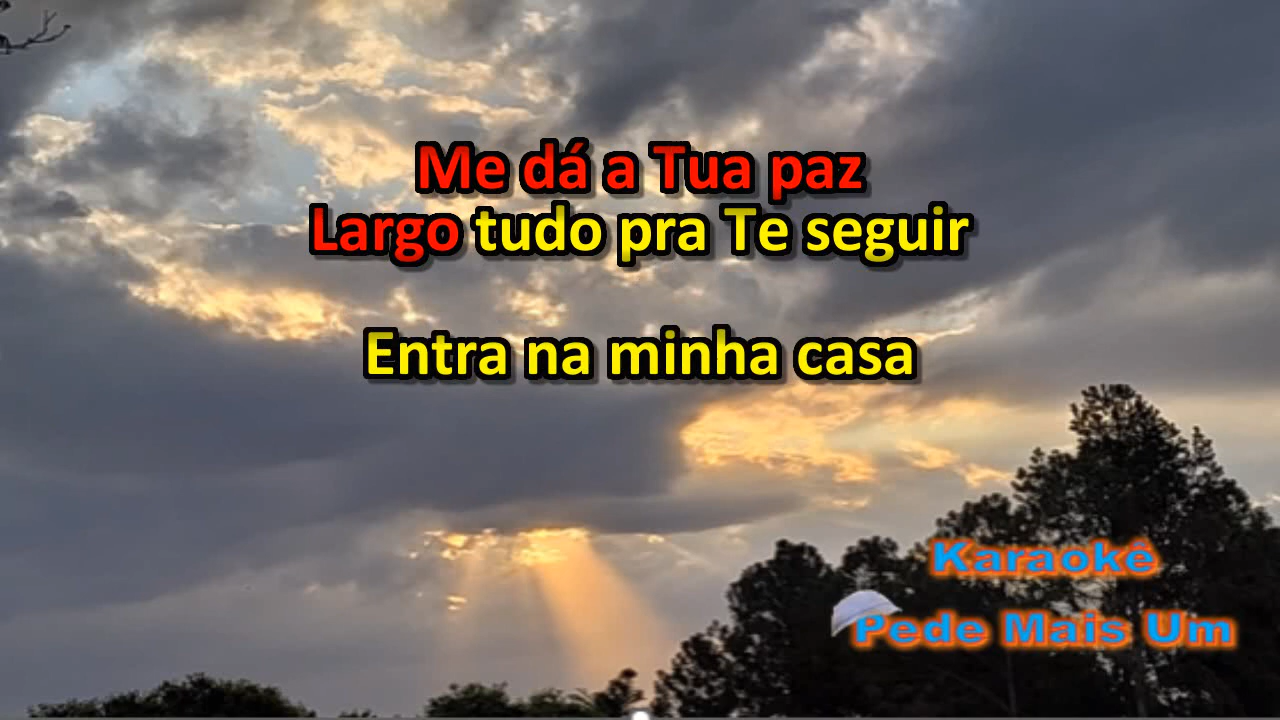 Me dá a Tua paz
Largo tudo pra Te seguir
Entra na minha casa
Karaokê
Pede Mais Um